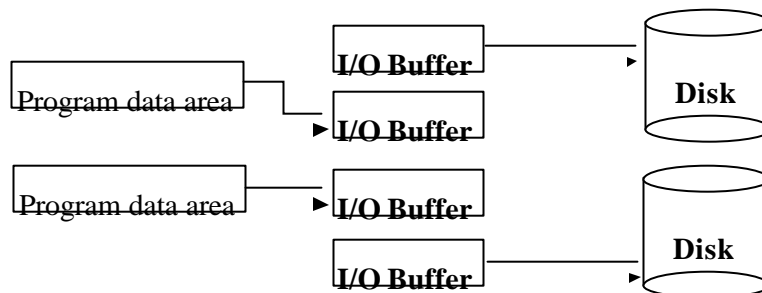 I/O Buffer
Program data area
I/O Buffer
Disk
Program data area
I/O Buffer
I/O Buffer
Disk